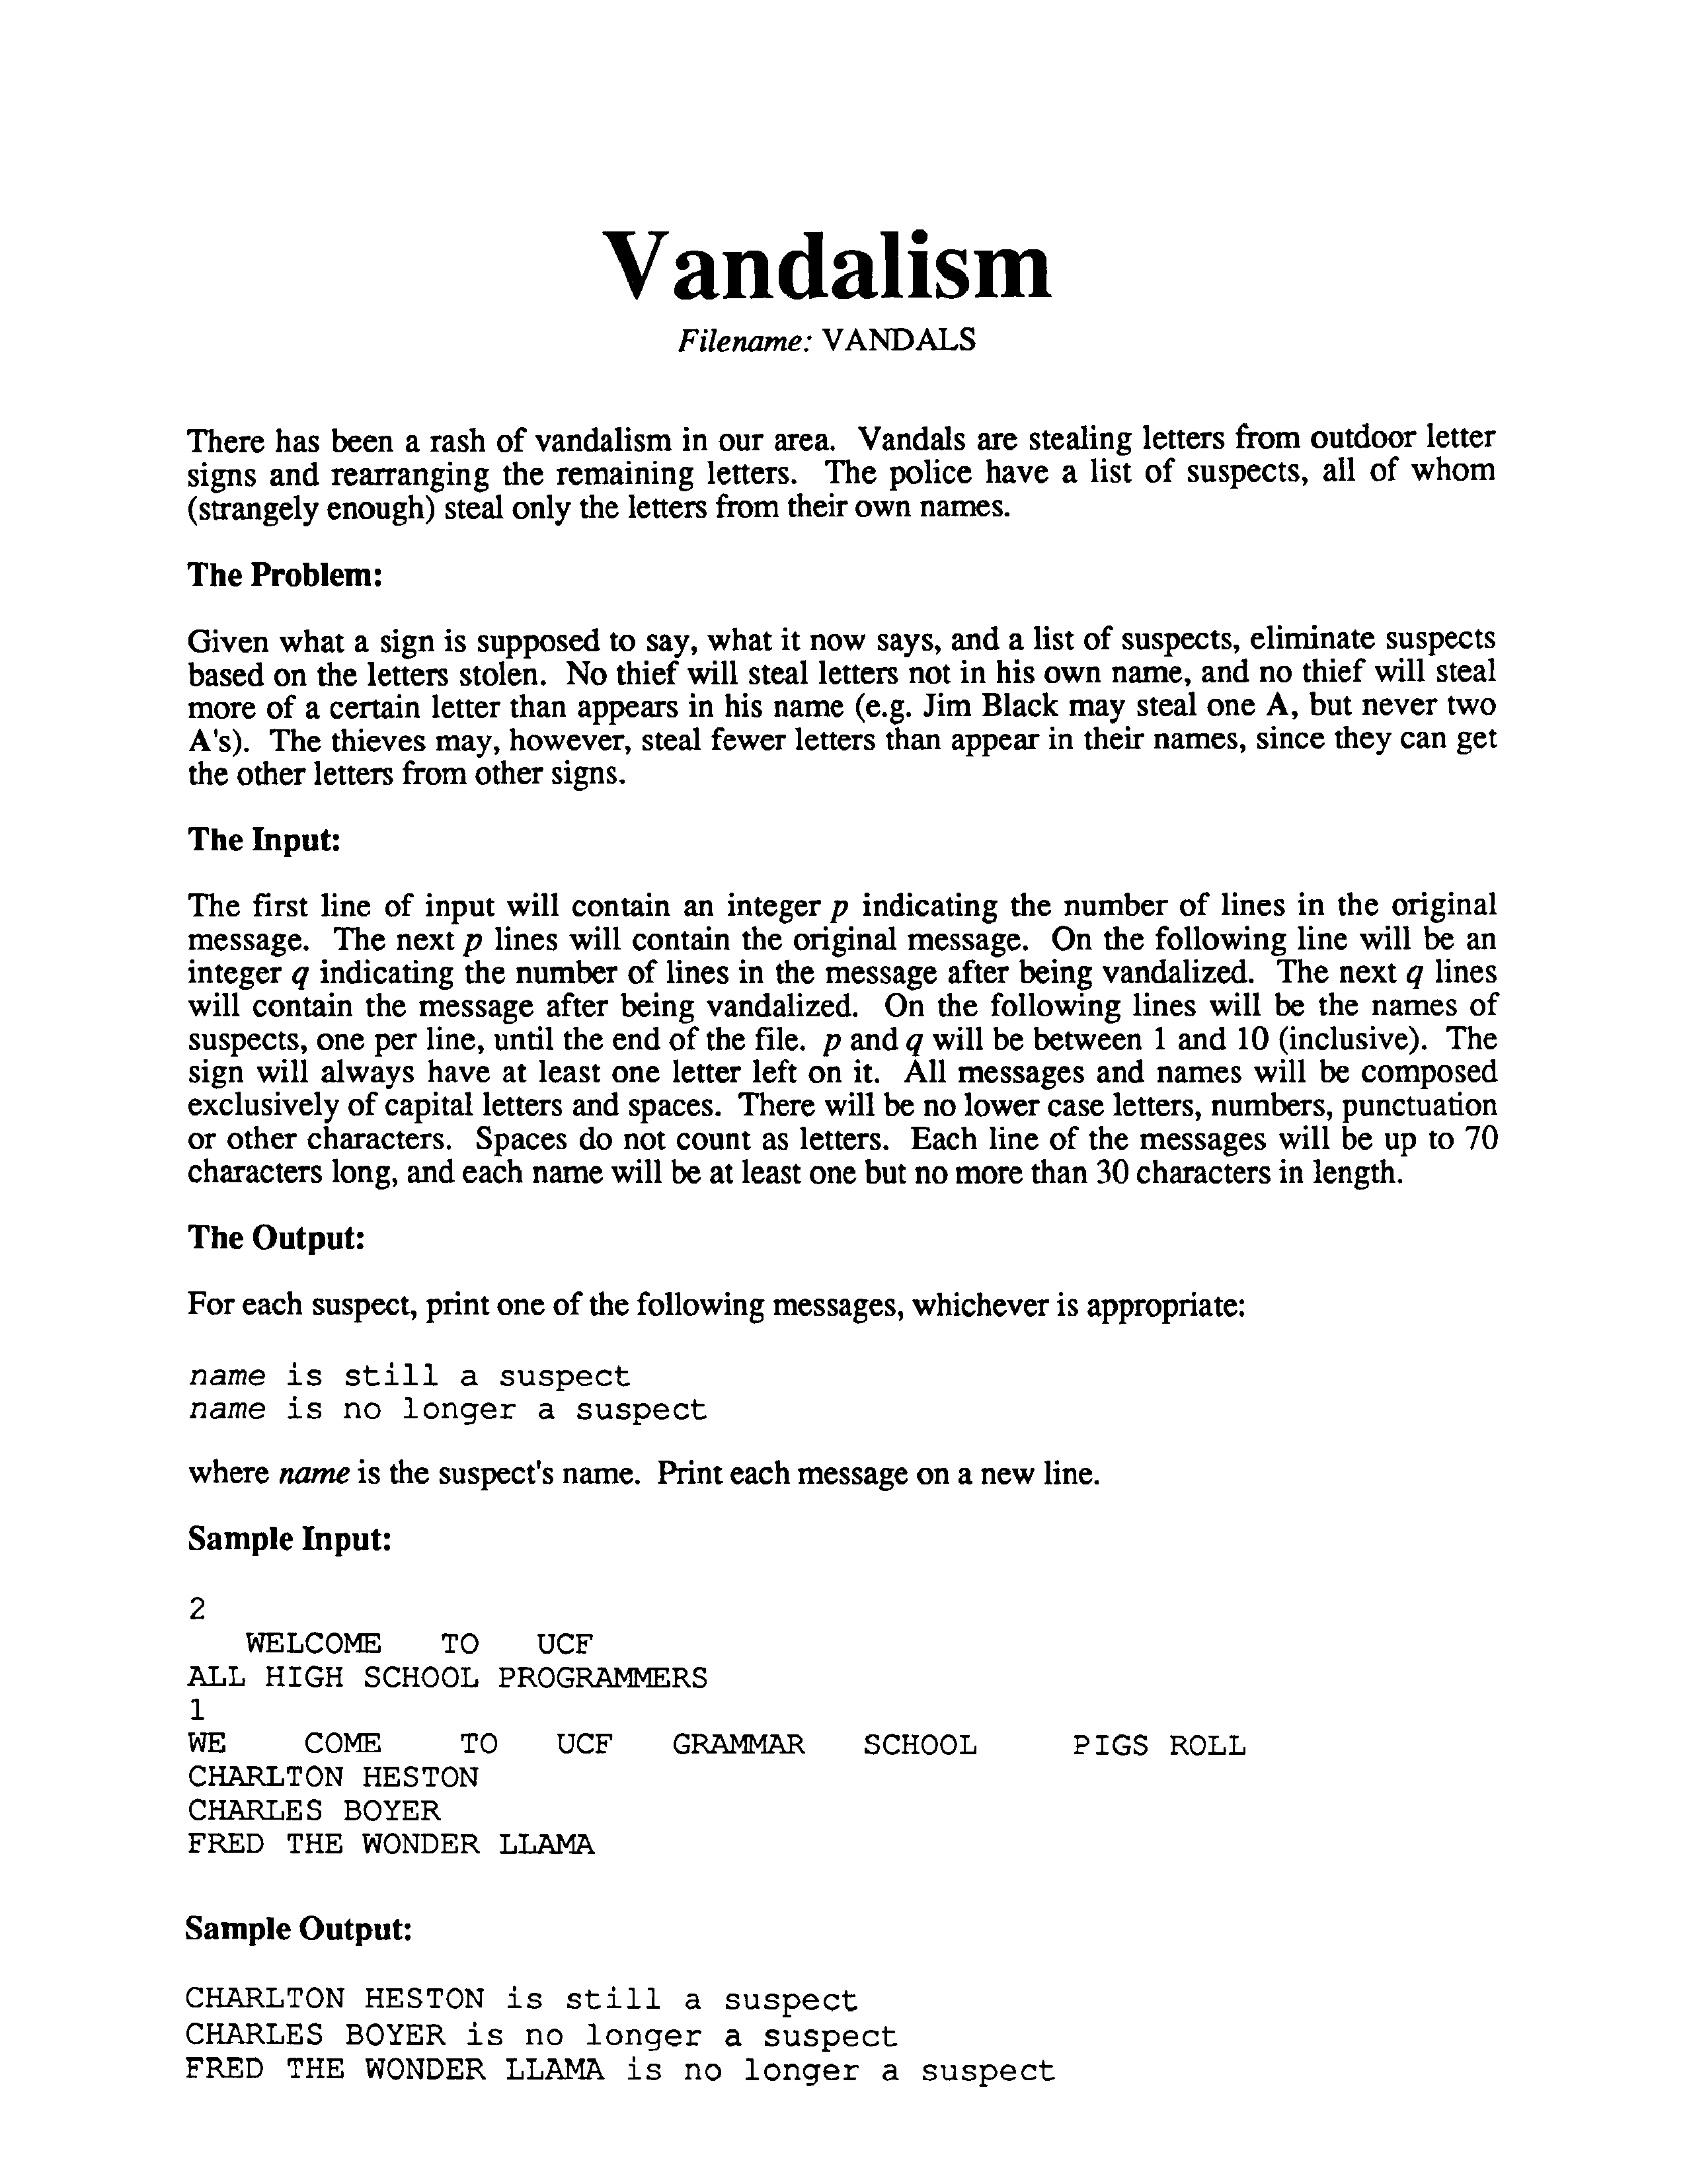 Vandalism
Filename: VANDALS
There has been a rash of vandalism in our area. Vandals are stealing letters from outdoor letter
signs and rearranging the remaining letters. The police have a list of suspects, all of whom
(strangely enough) steal only the letters from their own names.
The Problem:
Given what a sign is supposed to say, what it now says, and a list of suspects, eliminate suspects
based on the letters stolen. No thief will steal letters not in his own name, and no thief will steal
more of a certain letter than appears in his name (e.g. Jim Black may steal one A, but never two
A's). The thieves may, however, steal fewer letters than appear in their names, since they can get
the other letters from other signs.
The Input:
The first line of input will contain an integer p indicating the number of lines in the original
message. The next p lines will contain the original message. On the following line will be an
integer q indicating the number of lines in the message after being vandalized. The next q lines
will contain the message after being vandalized. On the following lines will be the names of
suspects, one per line, until the end of the file. p and q will be between 1 and 10 (inclusive). The
sign will always have at least one letter left on it. All messages and names will be composed
exclusively of capital letters and spaces. There will be no lower case letters, numbers, punctuation
or other characters. Spaces do not count as letters. Each line of the messages will be up to 70
characters long, and each name will be at least one but no more than 30 characters in length.
The Output:
For each suspect, print one of the following messages, whichever is appropriate:
name is still a suspect
name is no longer a suspect
where name is the suspect's name. Print each message on a new line.
Sample Input:
2
   WELCOME   TO   UCF
ALL HIGH SCHOOL PROGRAMMERS
1
WE    COME    TO   UCF   GRAMMAR   SCHOOL     PIGS ROLL
CHARLTON HESTON
CHARLES BOYER
FRED THE WONDER LLAMA
Sample Output:
CHARLTON HESTON is still a suspect
CHARLES BOYER is no longer a suspect
FRED THE WONDER LLAMA is no longer a suspect